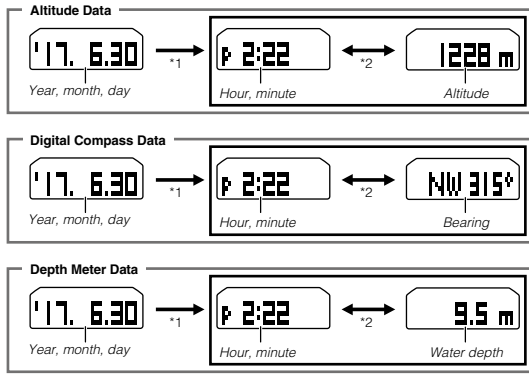 Altitude Data
'17. 6.30 *1 P 2:22 *2 1228 m
Year, month, day Hour, minute Altitude
Digital Compass Data
'17. 6.30 *1 P 2:22 *2 NW 315°
Year, month, day Hour, minute Bearing
Depth Meter Data
'17. 6.30 *1 P 2:22 *2 9.5 m
Year, month, day Hour, minute Water depth